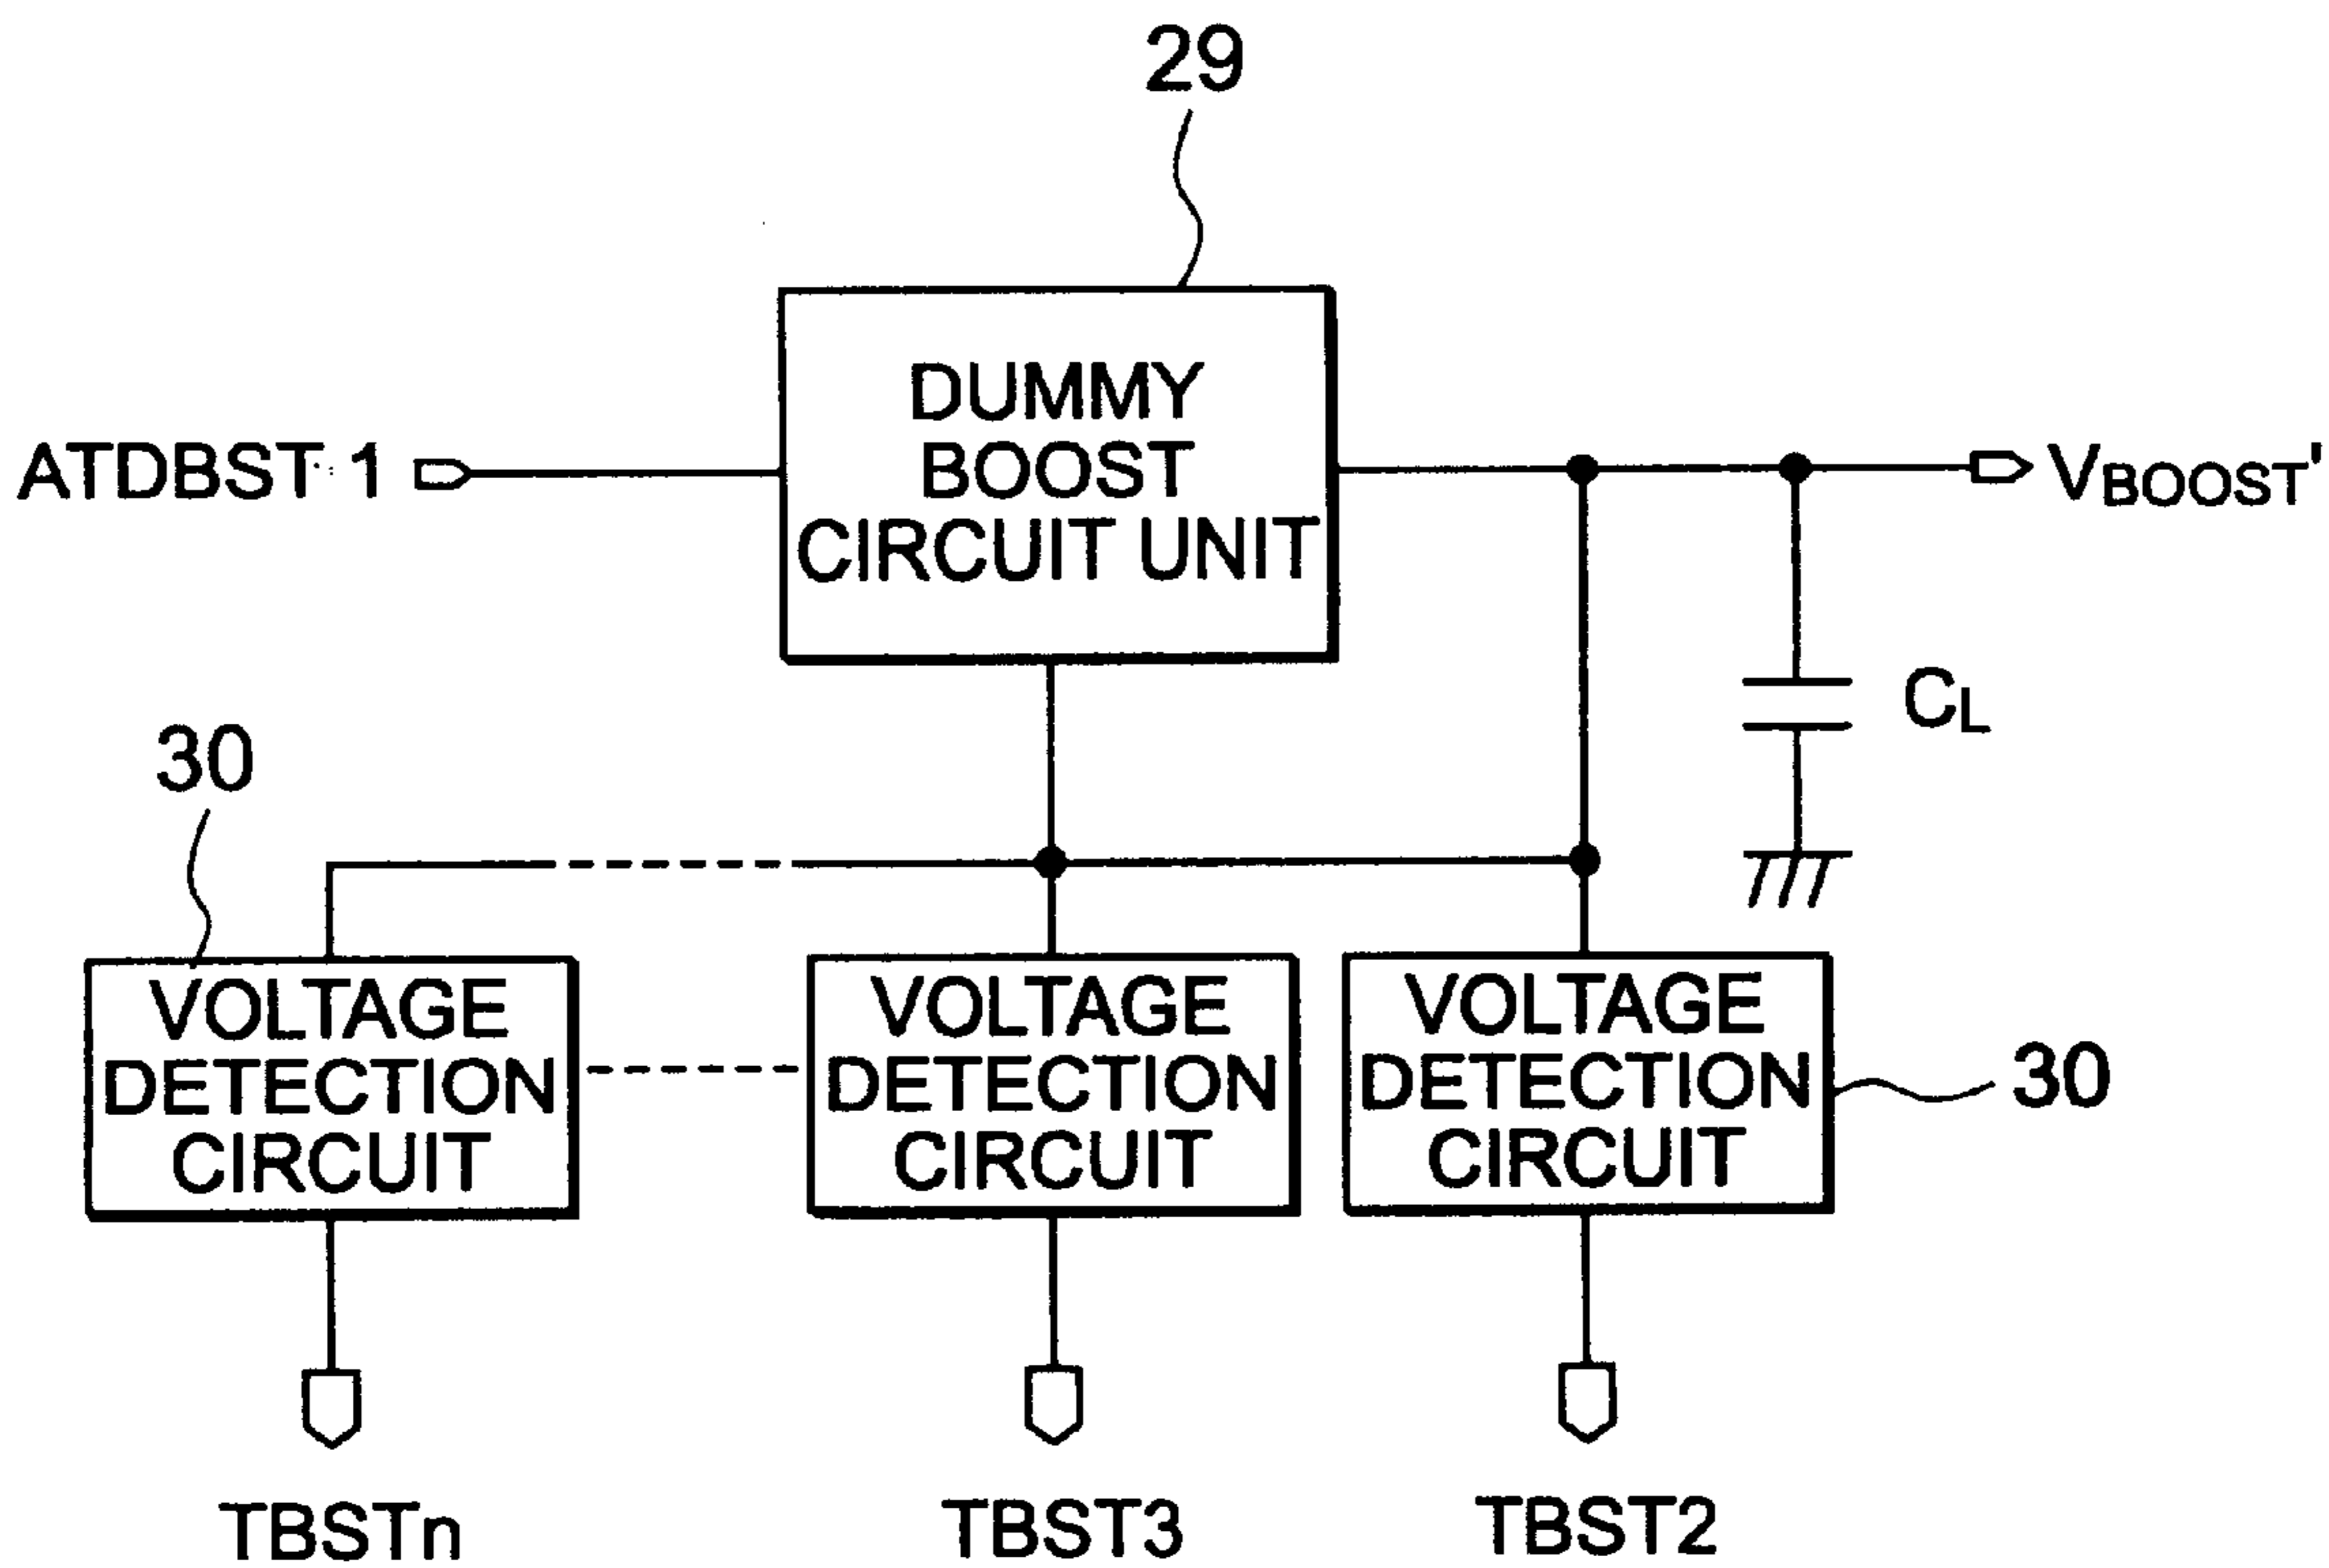 29
DUMMY
BOOST
CIRCUIT UNIT
ATDBST 1
VBOOST'
CL
30
VOLTAGE
DETECTION
CIRCUIT
VOLTAGE
DETECTION
CIRCUIT
VOLTAGE
DETECTION
CIRCUIT
30
TBSTn
TBST3
TBST2